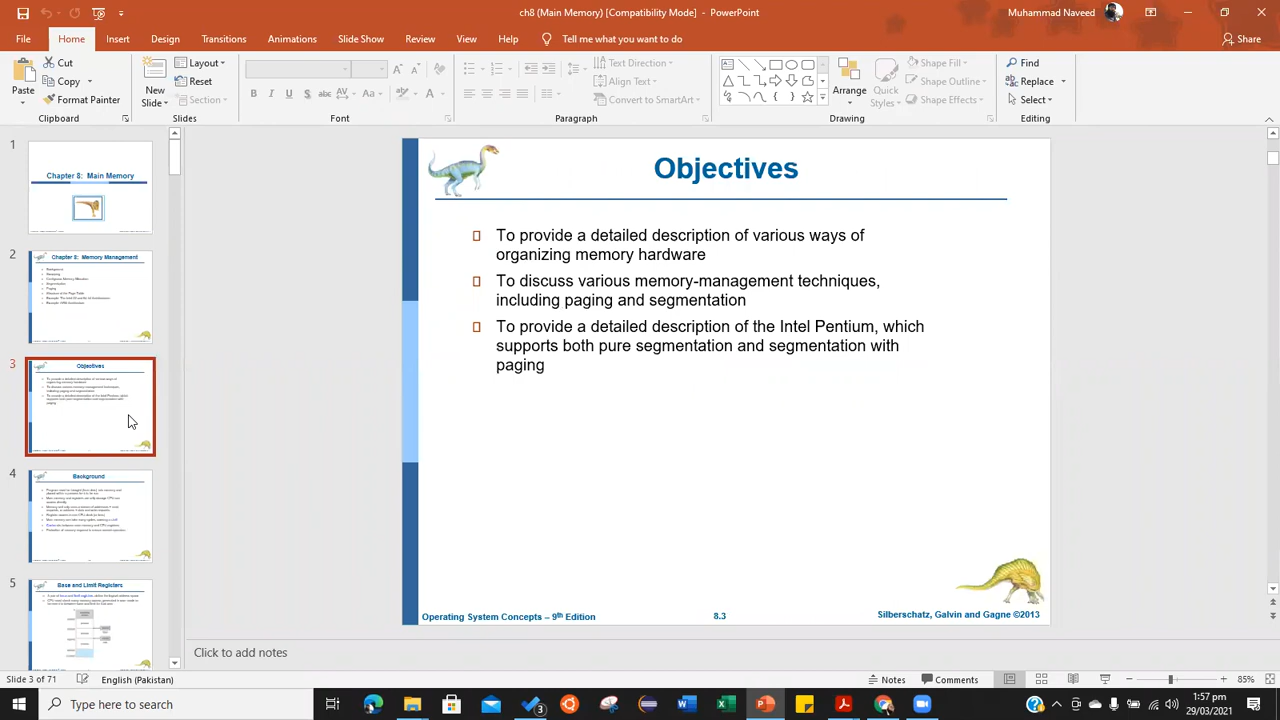 ch8 (Main Memory) [Compatibility Mode] - PowerPoint
Muhammad Naveed
File Home Insert Design Transitions Animations Slide Show Review View Help Tell me what you want to do Share
Paste
Cut
Copy
Format Painter
Clipboard
New
Slide
Layout
Reset
Section
Slides
Font
Text Direction
Align Text
Convert to SmartArt
Paragraph
Arrange
Quick
Styles
Shape Fill
Shape Outline
Shape Effects
Drawing
Find
Replace
Select
Editing
1
Chapter 8: Main Memory
2
Chapter 8: Memory Management
3
Objectives
4
Background
5
Base and Limit Registers
Objectives
To provide a detailed description of various ways of
organizing memory hardware
To discuss various memory-management techniques,
including paging and segmentation
To provide a detailed description of the Intel Pentium, which
supports both pure segmentation and segmentation with
paging
Operating System Concepts – 9th Edition
8.3
Silberschatz, Galvin and Gagne ©2013
Click to add notes
Slide 3 of 71
English (Pakistan)
Notes
Comments
85%
Type here to search
3
1:57 pm
29/03/2021